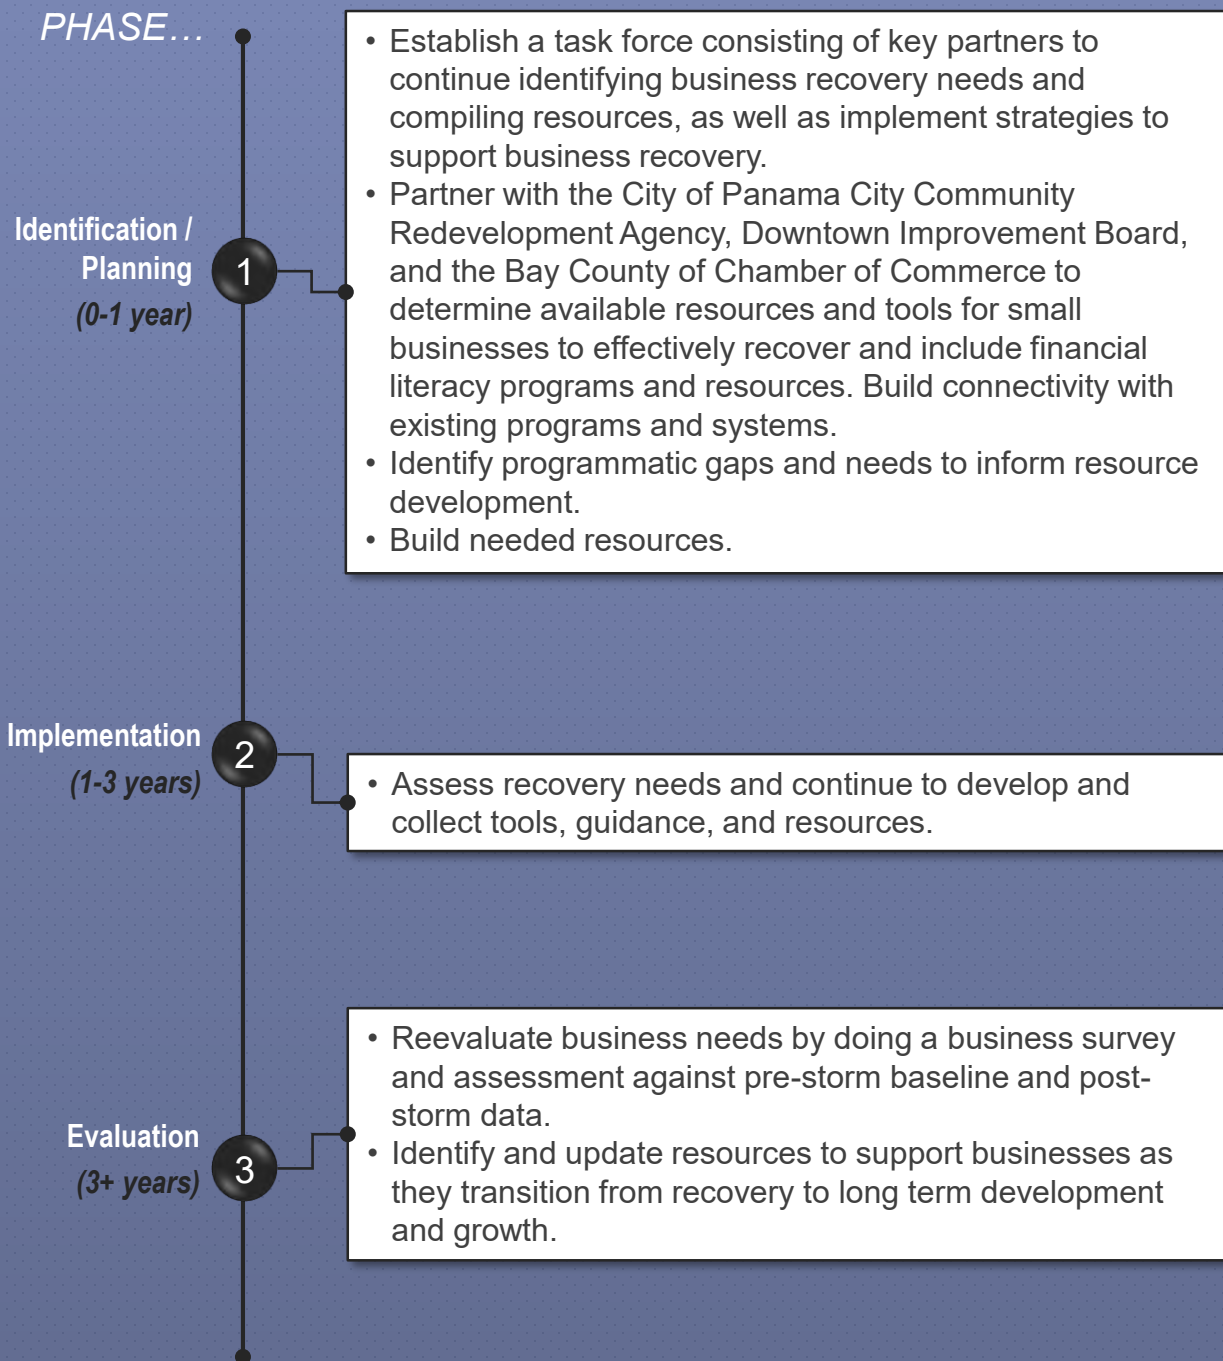 PHASE…
Identification /
Planning
(0-1 year)
1
• Establish a task force consisting of key partners to
continue identifying business recovery needs and
compiling resources, as well as implement strategies to
support business recovery.
• Partner with the City of Panama City Community
Redevelopment Agency, Downtown Improvement Board,
and the Bay County of Chamber of Commerce to
determine available resources and tools for small
businesses to effectively recover and include financial
literacy programs and resources. Build connectivity with
existing programs and systems.
• Identify programmatic gaps and needs to inform resource
development.
• Build needed resources.
Implementation
(1-3 years)
2
• Assess recovery needs and continue to develop and
collect tools, guidance, and resources.
Evaluation
(3+ years)
3
• Reevaluate business needs by doing a business survey
and assessment against pre-storm baseline and post-
storm data.
• Identify and update resources to support businesses as
they transition from recovery to long term development
and growth.